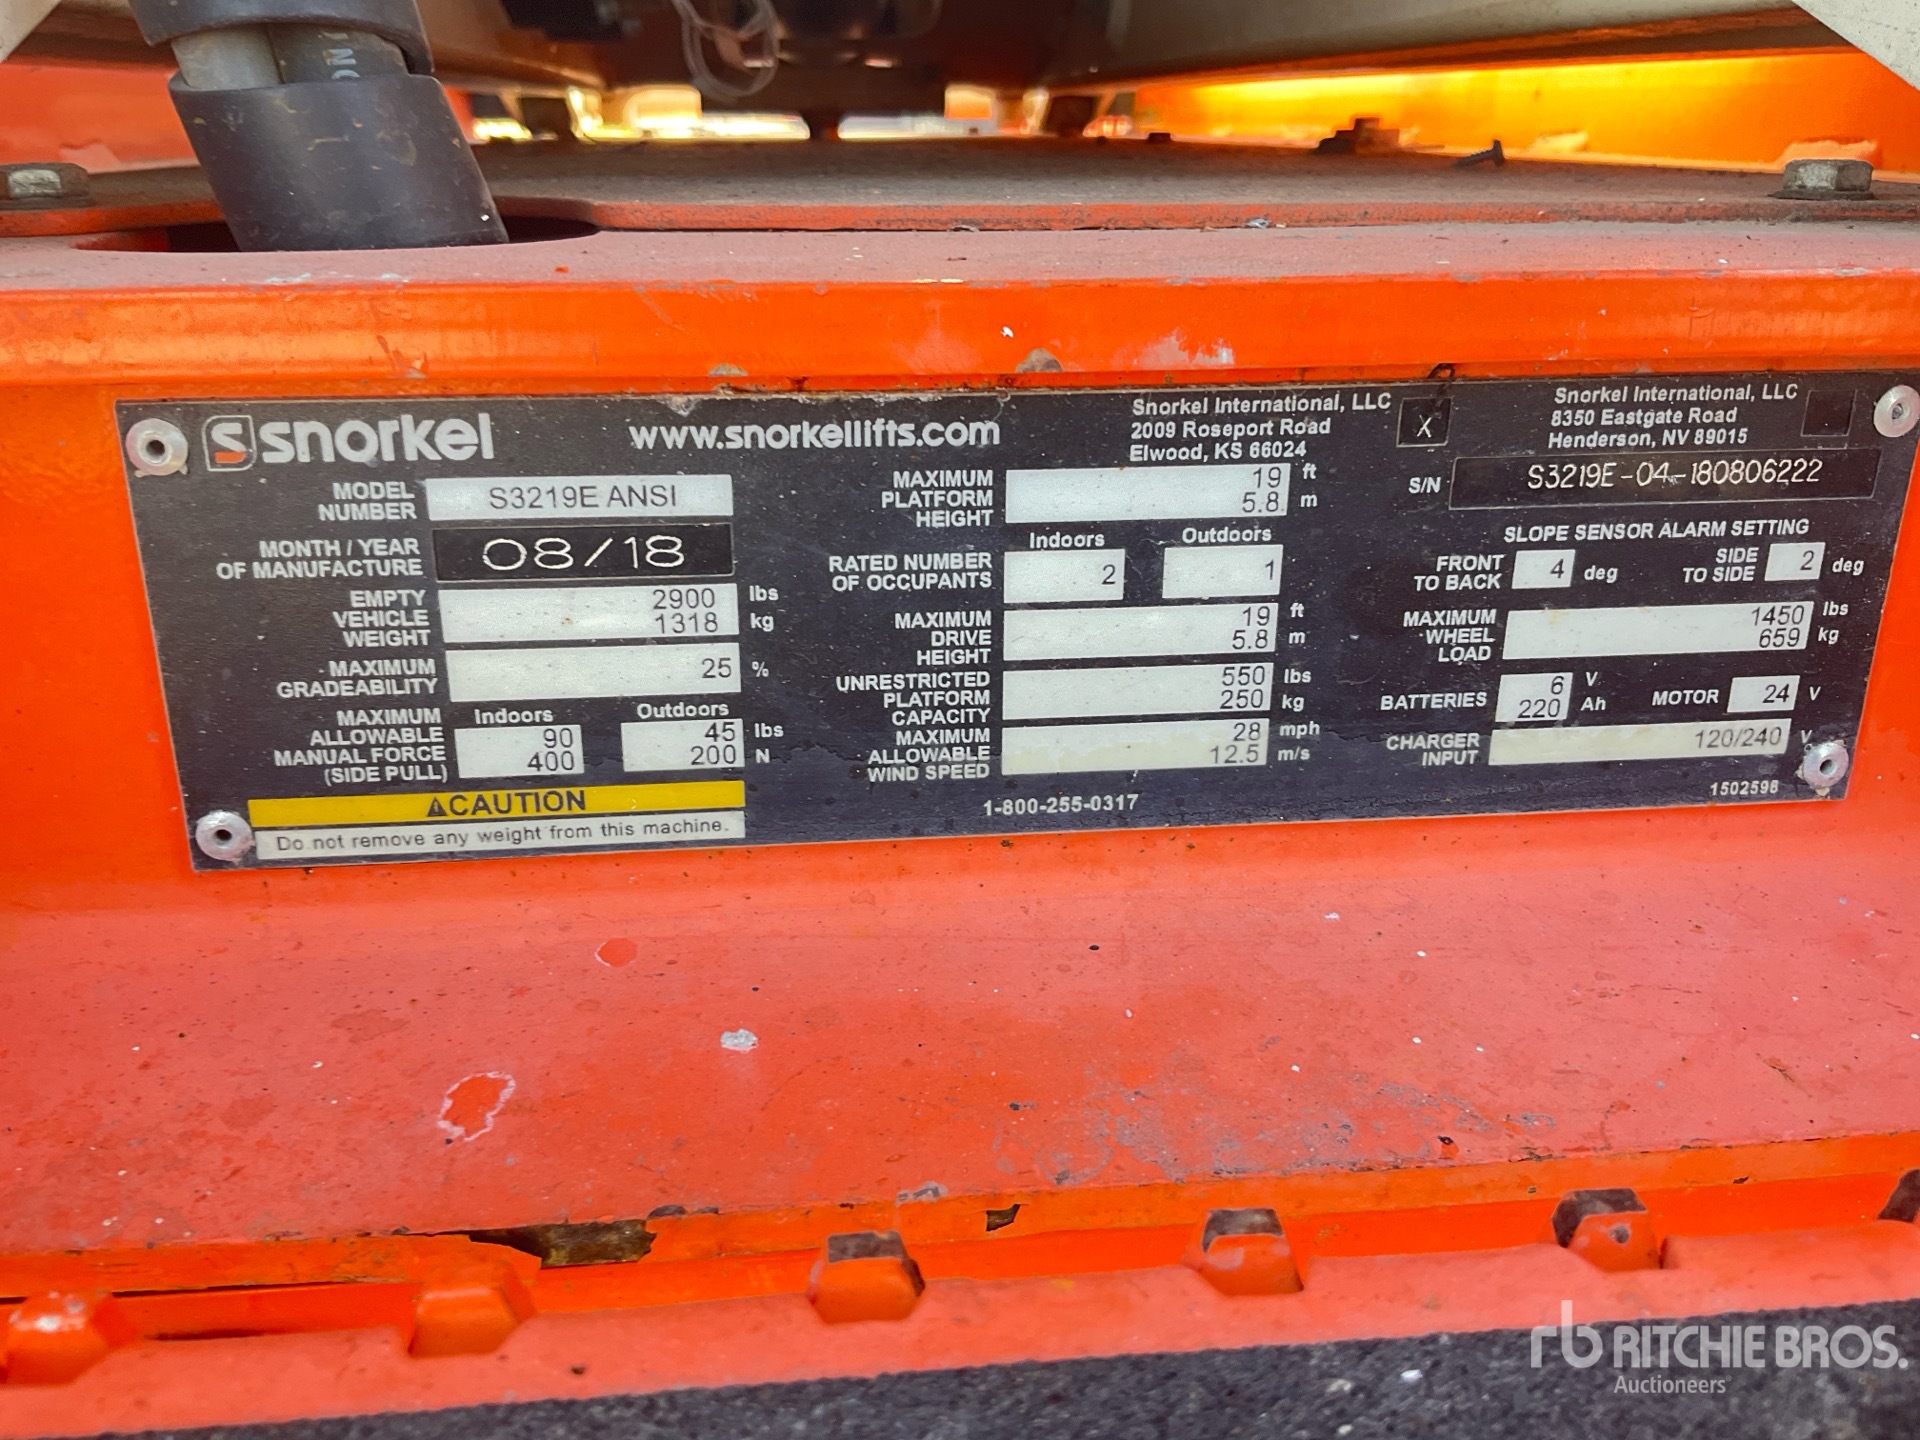 Snorkel
www.snorkellifts.com
Snorkel International, LLC
2009 Roseport Road
Elwood, KS 66024
X
Snorkel International, LLC
8350 Eastgate Road
Henderson, NV 89015
MODEL NUMBER S3219E ANSI
MONTH / YEAR OF MANUFACTURE 08/18
EMPTY VEHICLE WEIGHT 2900 lbs
1318 kg
MAXIMUM GRADEABILITY 25 %
MAXIMUM ALLOWABLE MANUAL FORCE (SIDE PULL)
Indoors Outdoors
90 45 lbs
400 200 N
CAUTION
Do not remove any weight from this machine.
MAXIMUM PLATFORM HEIGHT 19 ft
5.8 m
Indoors Outdoors
RATED NUMBER OF OCCUPANTS 2 1
MAXIMUM DRIVE HEIGHT 19 ft
5.8 m
UNRESTRICTED PLATFORM CAPACITY 550 lbs
250 kg
MAXIMUM ALLOWABLE WIND SPEED 28 mph
12.5 m/s
1-800-255-0317
S/N S3219E-04-180806222
SLOPE SENSOR ALARM SETTING
FRONT TO BACK 4 deg SIDE TO SIDE 2 deg
MAXIMUM WHEEL LOAD 1450 lbs
659 kg
BATTERIES 6 V
220 Ah
MOTOR 24 V
CHARGER INPUT 120/240 V
1502598
rb RITCHIE BROS.
Auctioneers